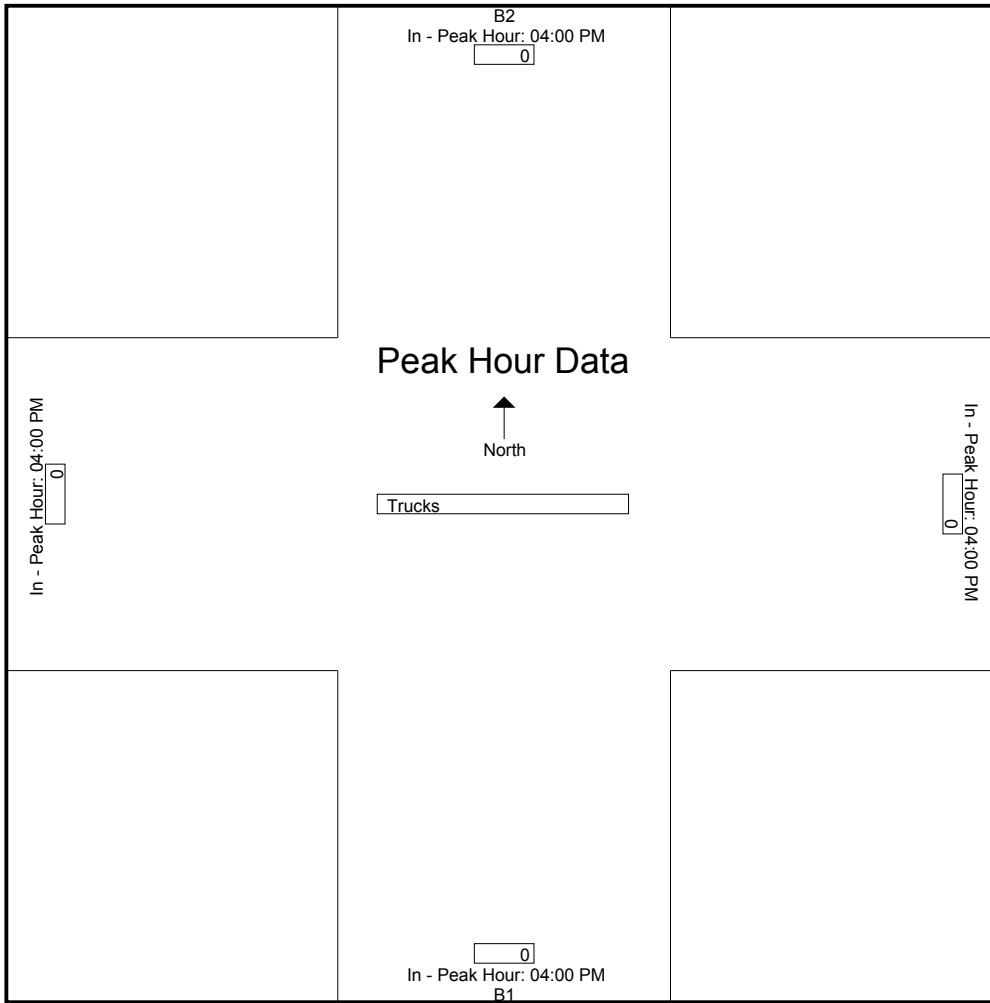 B2
In - Peak Hour: 04:00 PM
0
Peak Hour Data
North
In - Peak Hour: 04:00 PM
0
Trucks
In - Peak Hour: 04:00 PM
0
0
In - Peak Hour: 04:00 PM
B1